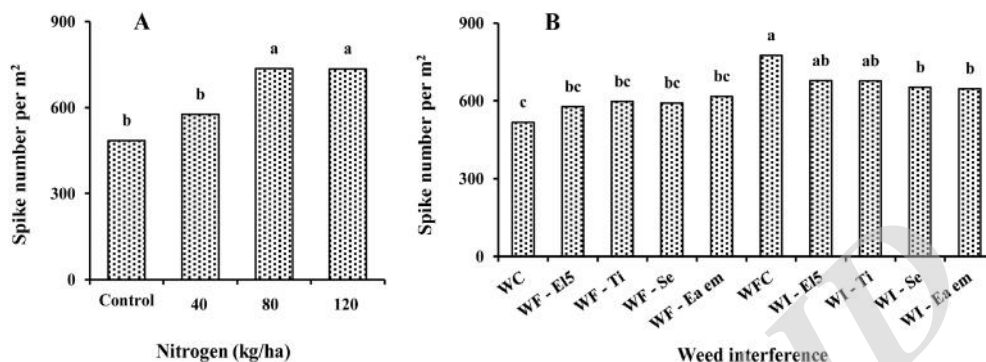 A
Spike number per m²
900
600
300
0
b
b
a
a
Control
40
80
120
Nitrogen (kg/ha)
B
Spike number per m²
900
600
300
0
c
bc
bc
bc
bc
a
ab
ab
b
b
WC
WF - El5
WF - Ti
WF - Se
WF - Ea em
WFC
WI - El5
WI - Ti
WI - Se
WI - Ea em
Weed interference